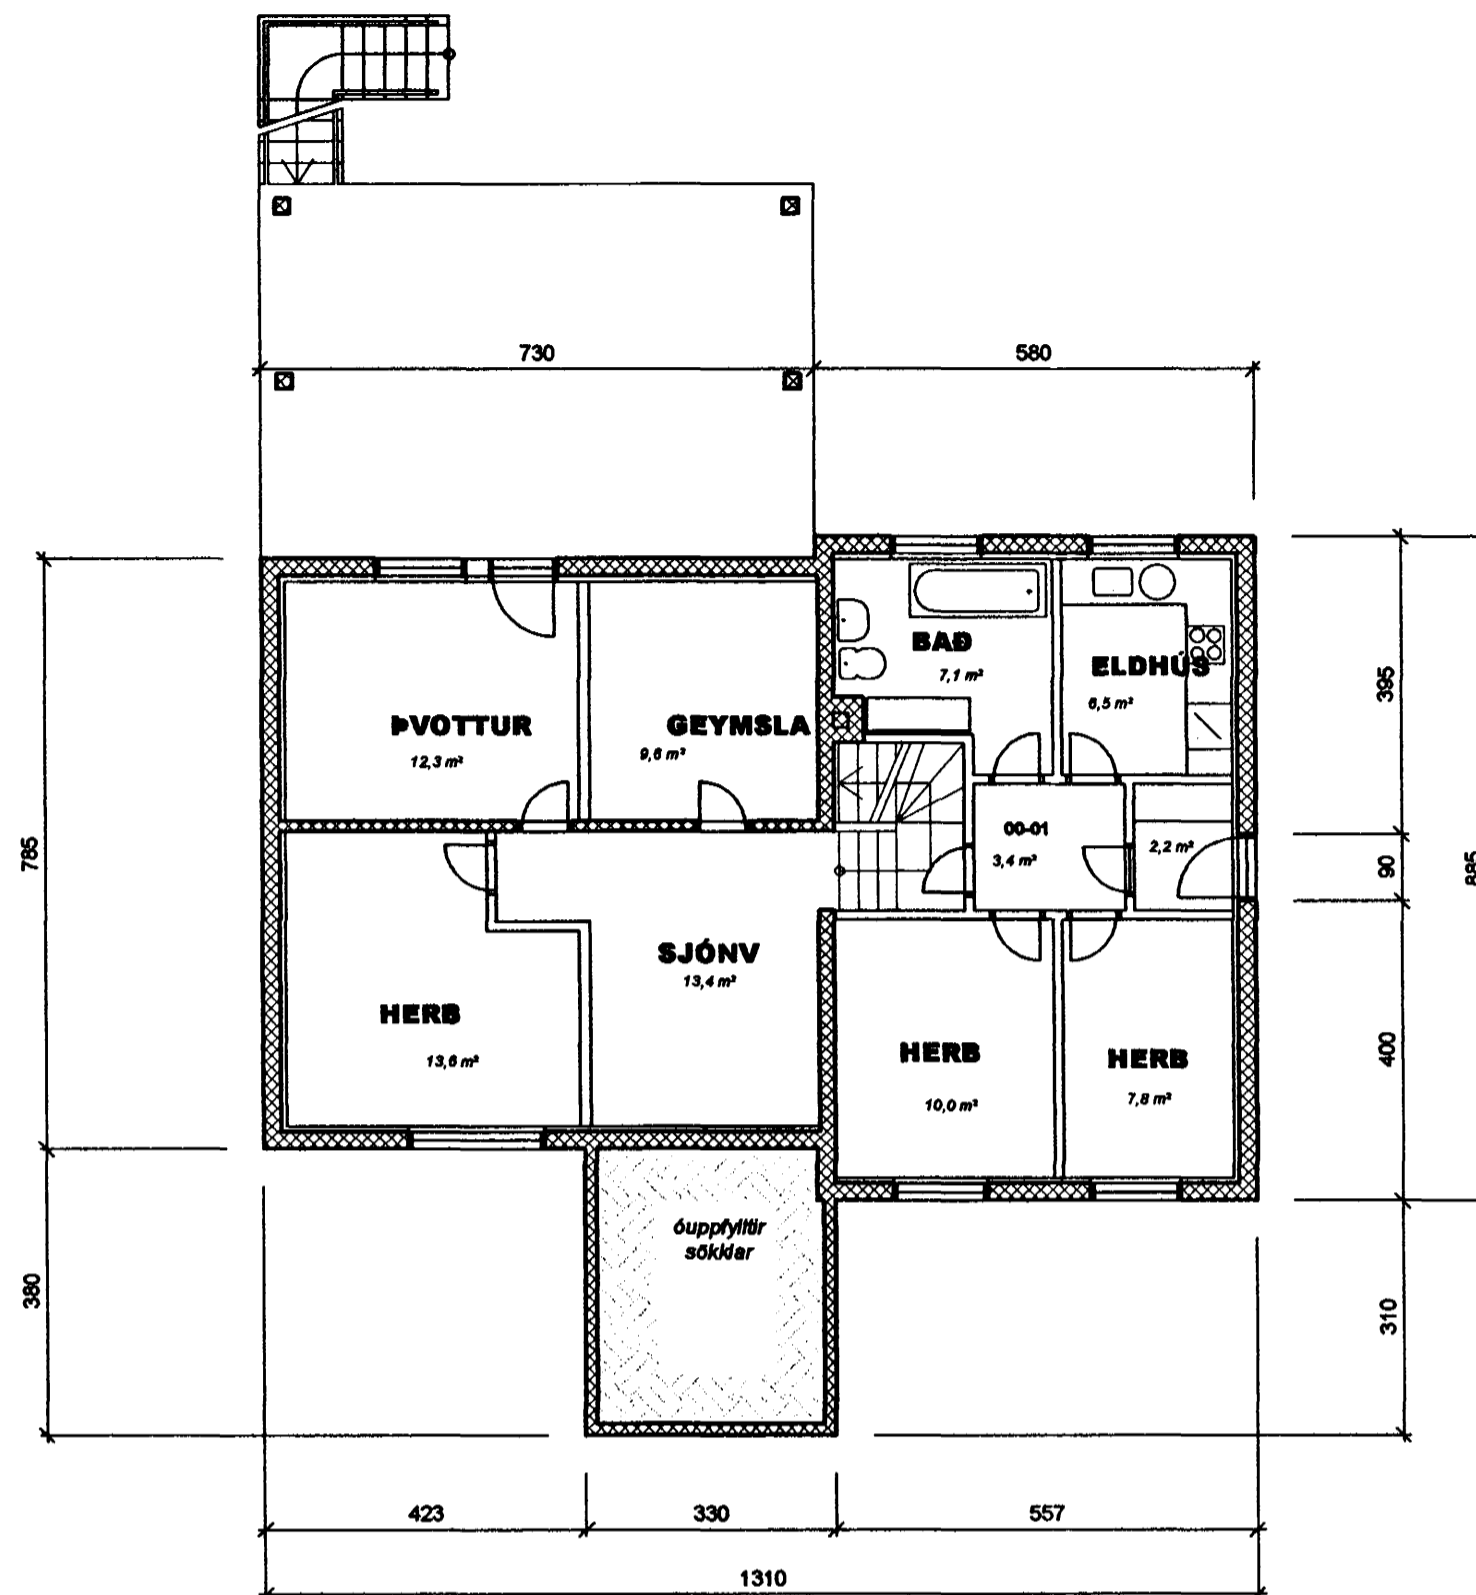 730
580
BAÐ
7,1 m²
ELDHÚS
6,5 m²
395
ÞVOTTUR
12,3 m²
GEYMSLA
9,6 m²
00-01
3,4 m²
2,2 m²
785
90
885
SJÓNV
13,4 m²
HERB
13,6 m²
HERB
10,0 m²
HERB
7,8 m²
400
óuppfylltir
sökklar
380
310
423
330
557
1310